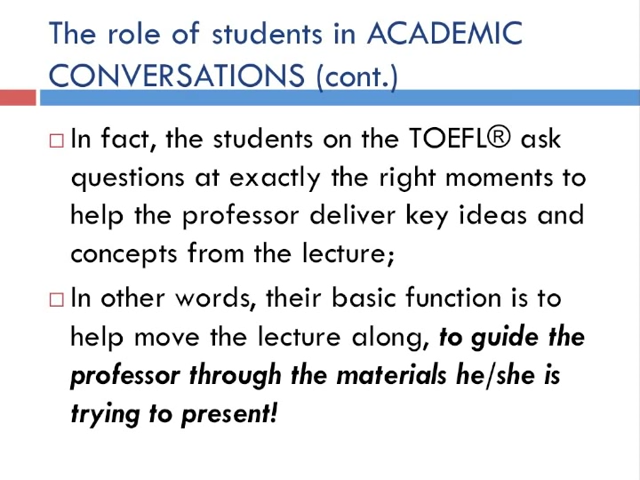 The role of students in ACADEMIC
CONVERSATIONS (cont.)
In fact, the students on the TOEFL® ask
questions at exactly the right moments to
help the professor deliver key ideas and
concepts from the lecture;
In other words, their basic function is to
help move the lecture along, to guide the
professor through the materials he/she is
trying to present!